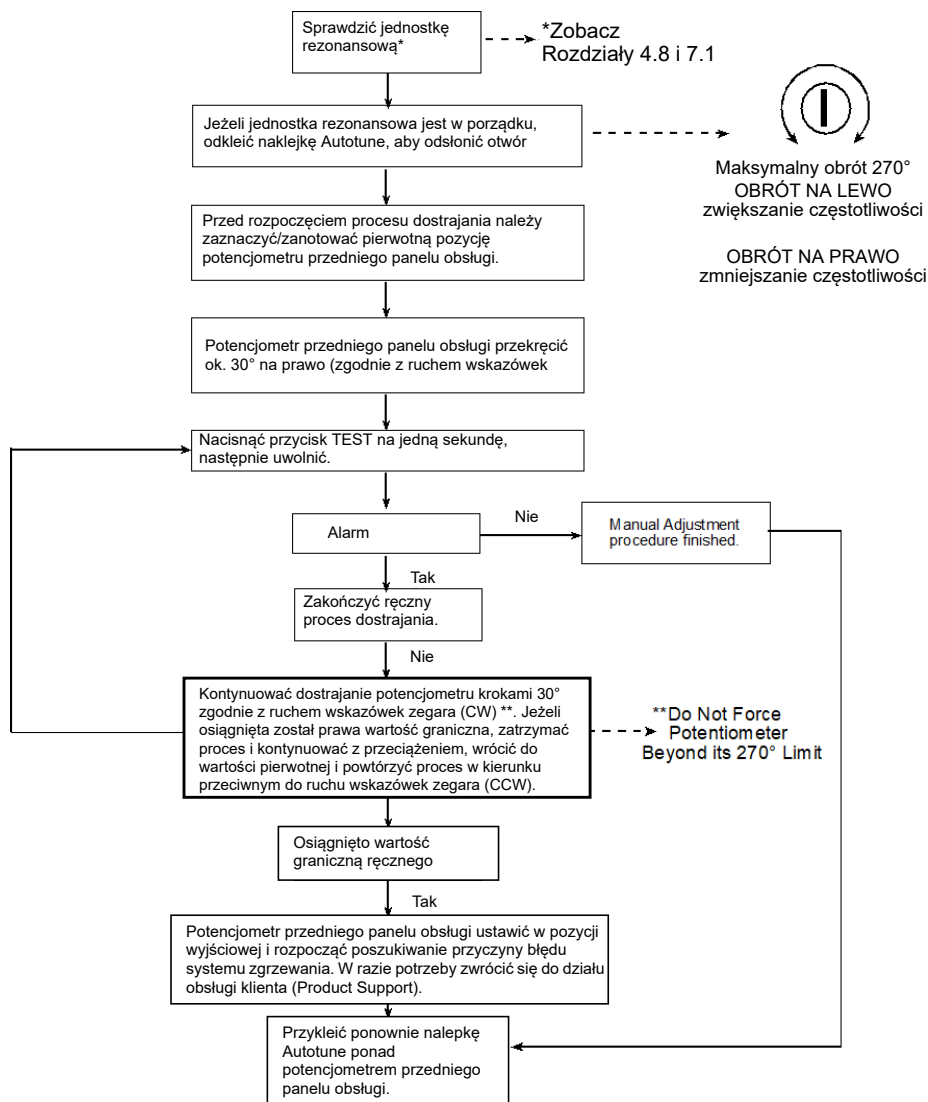 Sprawdzić jednostkę
rezonansową*
*Zobacz
Rozdziały 4.8 i 7.1
Jeżeli jednostka rezonansowa jest w porządku,
odkleić naklejkę Autotune, aby odsłonić otwór
Maksymalny obrót 270°
OBRÓT NA LEWO
zwiększanie częstotliwości
OBRÓT NA PRAWO
zmniejszanie częstotliwości
Przed rozpoczęciem procesu dostrajania należy
zaznaczyć/zanotować pierwotną pozycję
potencjometru przedniego panelu obsługi.
Potencjometr przedniego panelu obsługi przekręcić
ok. 30° na prawo (zgodnie z ruchem wskazówek
Nacisnąć przycisk TEST na jedną sekundę,
następnie uwolnić.
Alarm
Nie
Manual Adjustment
procedure finished.
Tak
Zakończyć ręczny
proces dostrajania.
Nie
Kontynuować dostrajanie potencjometru krokami 30°
zgodnie z ruchem wskazówek zegara (CW) **. Jeżeli
osiągnięta został prawa wartość graniczna, zatrzymać
proces i kontynuować z przeciążeniem, wrócić do
wartości pierwotnej i powtórzyć proces w kierunku
przeciwnym do ruchu wskazówek zegara (CCW).
**Do Not Force
Potentiometer
Beyond its 270° Limit
Osiągnięto wartość
graniczną ręcznego
Tak
Potencjometr przedniego panelu obsługi ustawić w pozycji
wyjściowej i rozpocząć poszukiwanie przyczyny błędu
systemu zgrzewania. W razie potrzeby zwrócić się do działu
obsługi klienta (Product Support).
Przykleić ponownie nalepkę
Autotune ponad
potencjometrem przedniego
panelu obsługi.